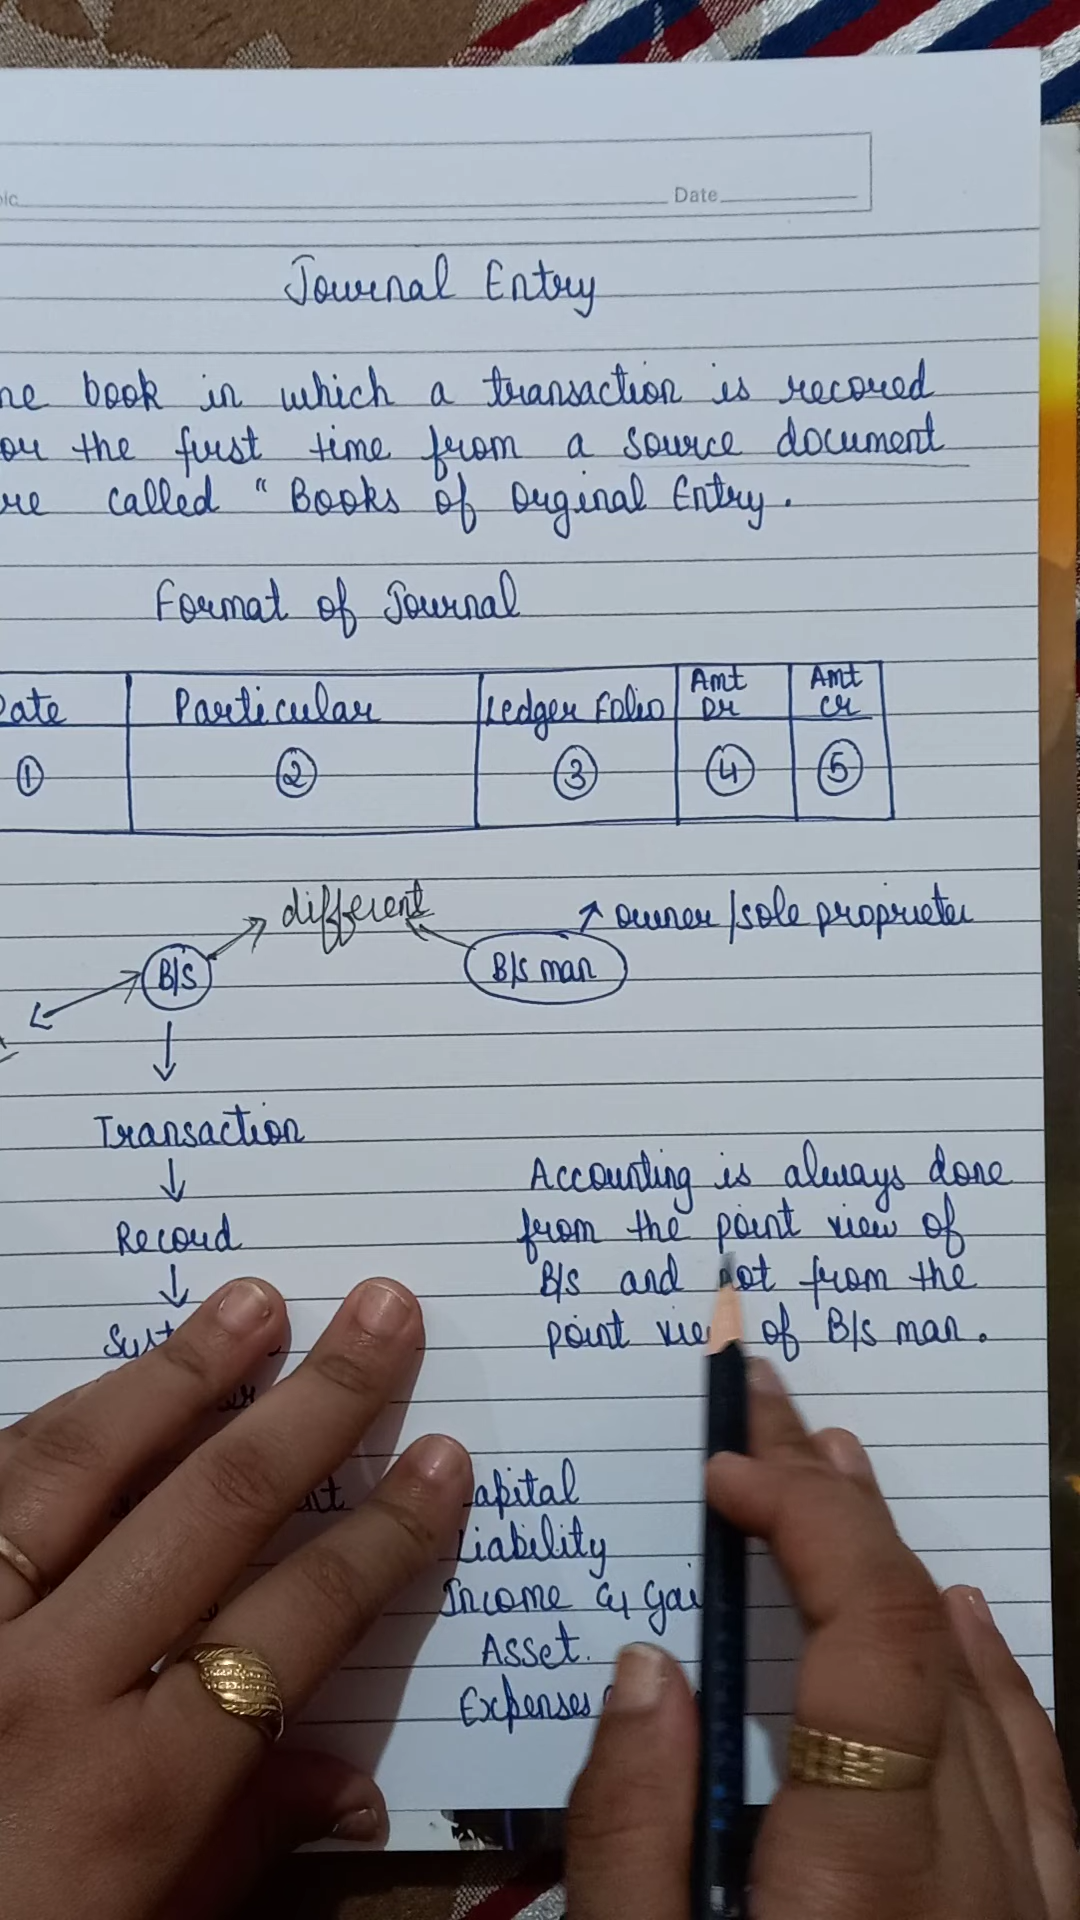 Date
Journal Entry
book in which a transaction is recored
the first time from a source document
called "Books of Orginal Entry.
Format of Journal
Particular Ledger Folio Amt Dr Amt Cr
1 2 3 4 5
different
↗ owner/sole proprieter
B/S B/s man
Transaction
Accounting is always done
Record from the point view of
B/s and not from the
point view of B/s man.
Liability
Income &
Asset.
Expenses